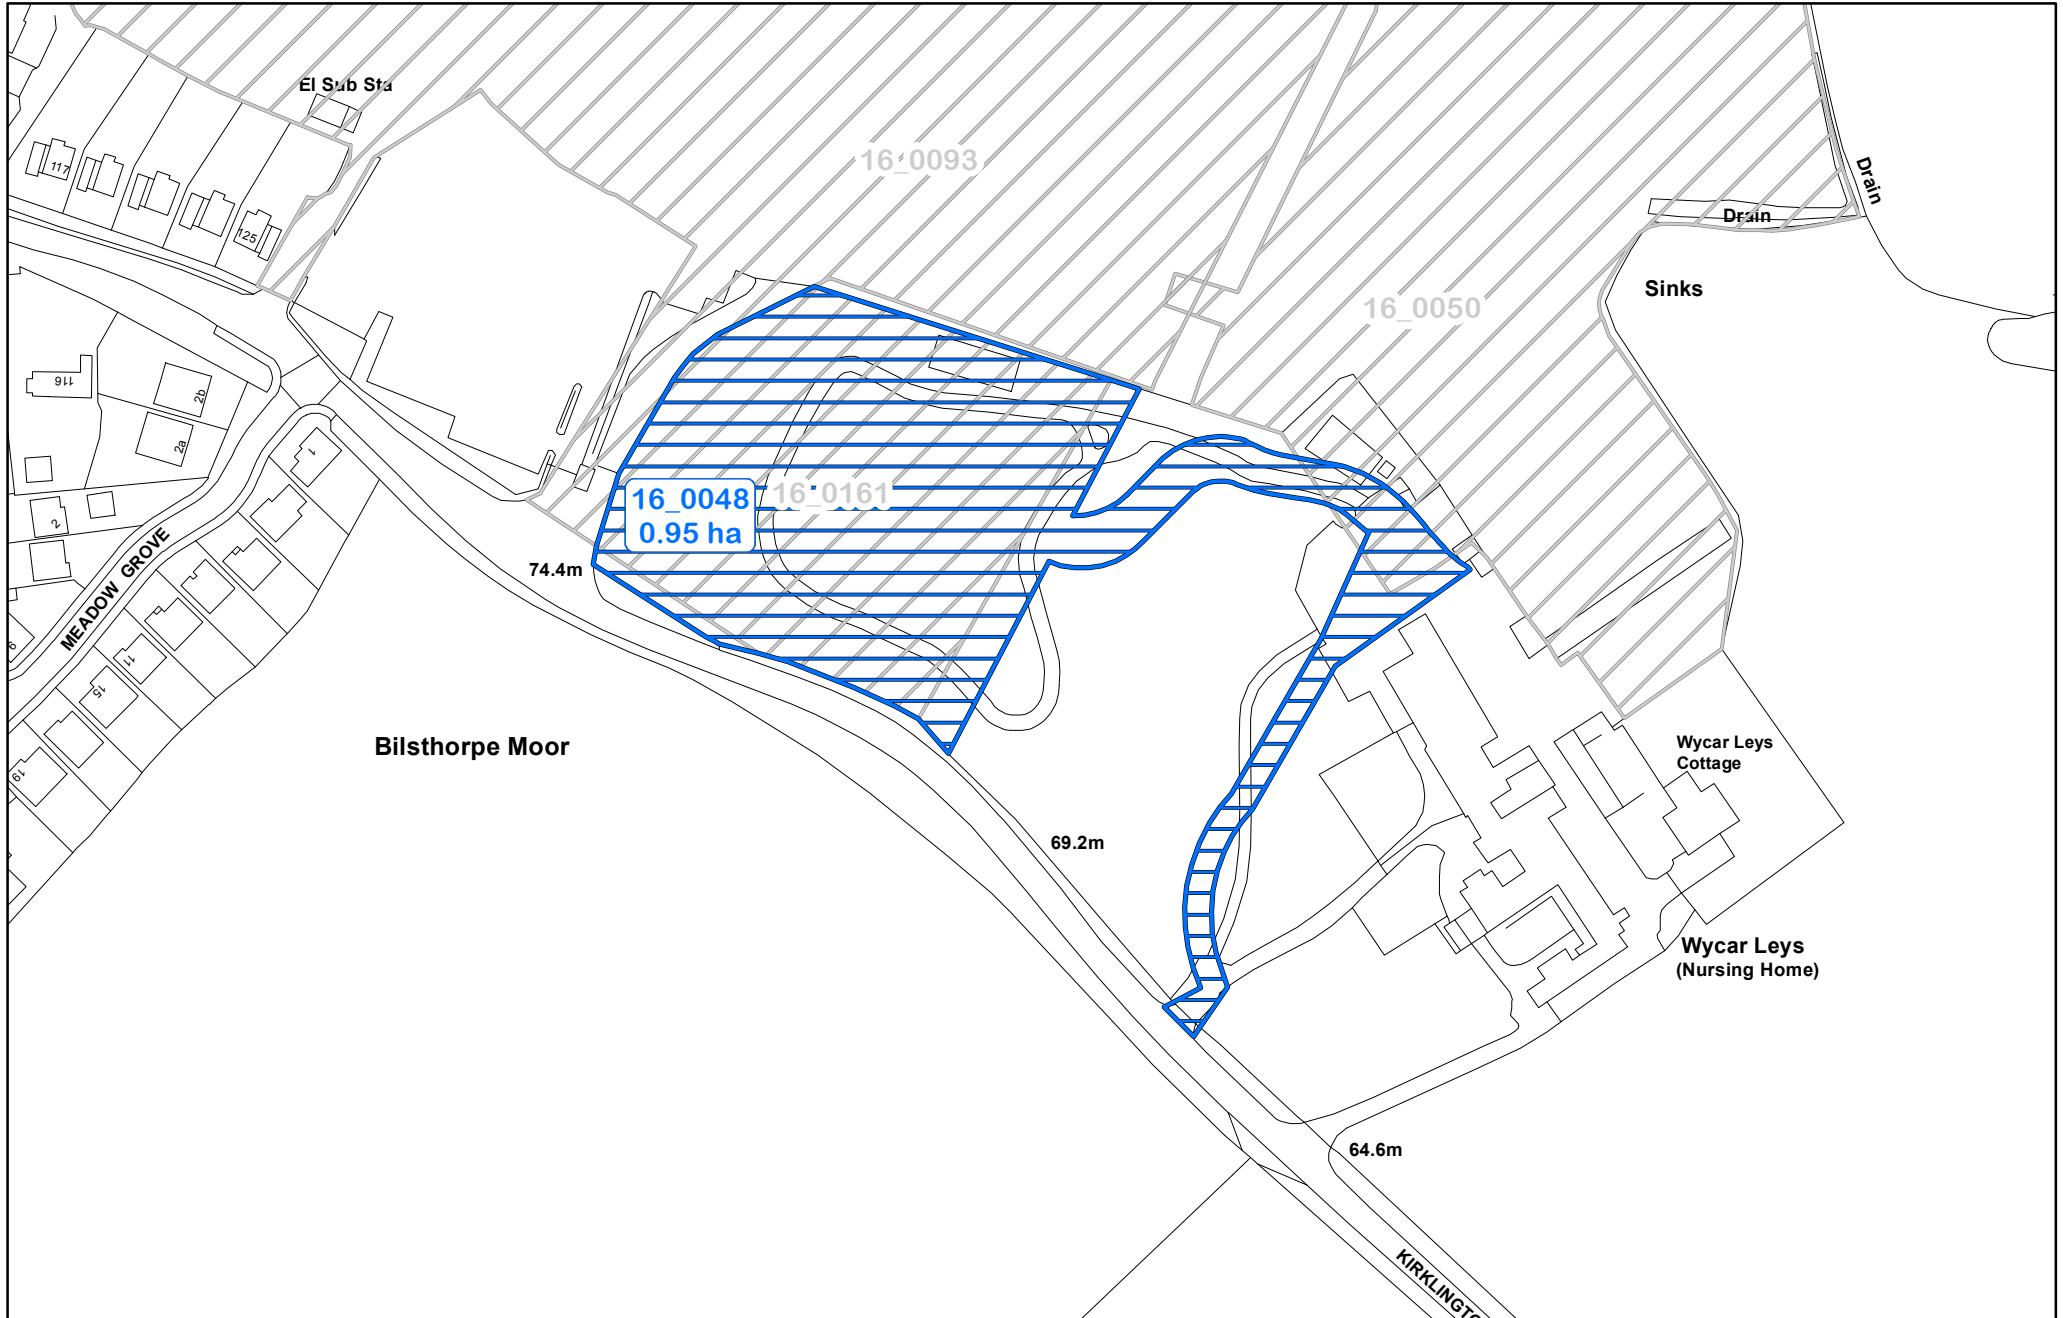 El Sub Sta
16_0093
117
125
Drain
Drain
Sinks
16_0050
116
2b
2a
1
2
16_0048
0.95 ha
16_0161
74.4m
MEADOW GROVE
9
11
15
19
Bilsthorpe Moor
Wycar Leys
Cottage
69.2m
Wycar Leys
(Nursing Home)
64.6m
KIRKLINGTO